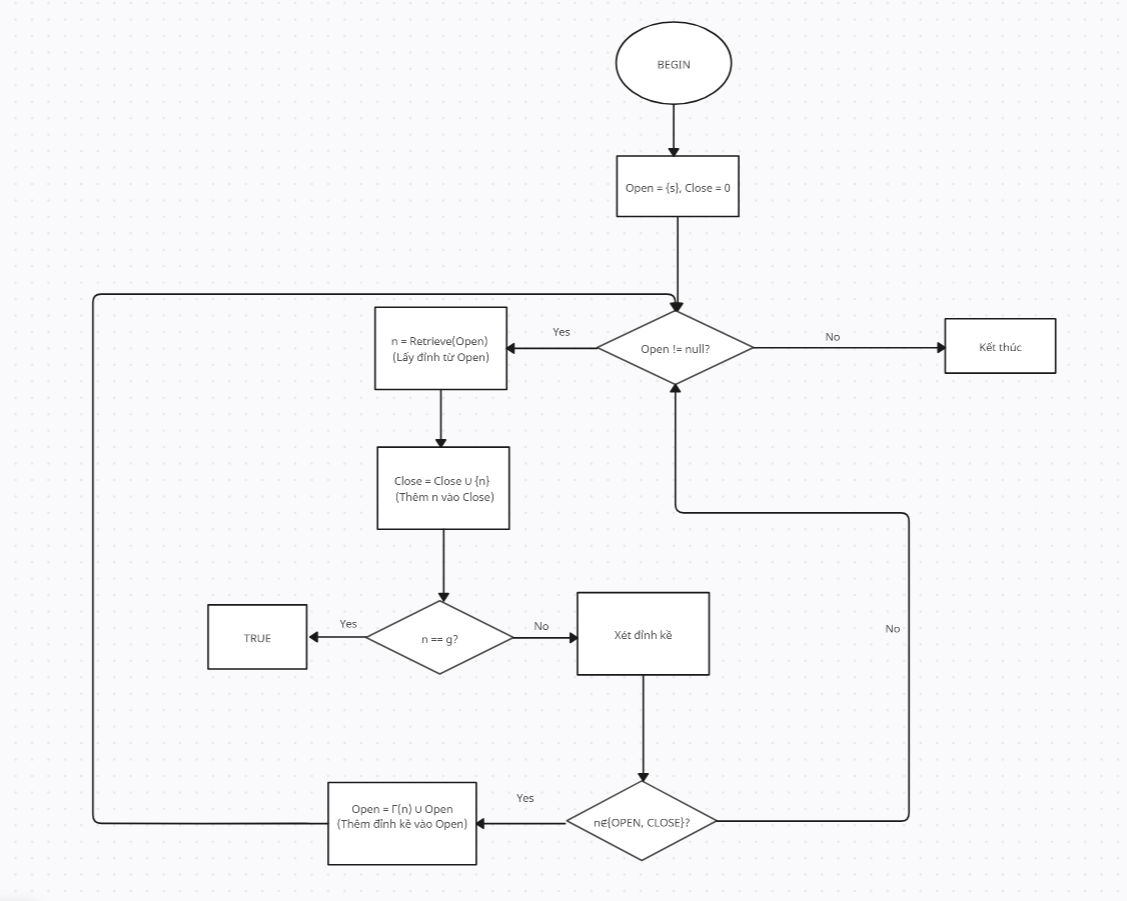 BEGIN
Open = {s}, Close = 0
Yes
n = Retrieve(Open)
(Lấy đỉnh từ Open)
Open != null?
No
Kết thúc
Close = Close ∪ {n}
(Thêm n vào Close)
TRUE
Yes
n == g?
No
Xét đỉnh kề
No
Open = Γ(n) ∪ Open
(Thêm đỉnh kề vào Open)
Yes
n∉{OPEN, CLOSE}?